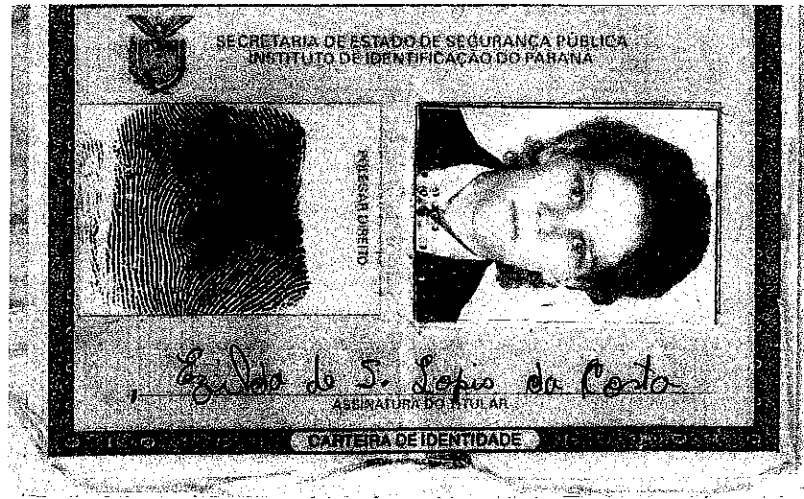 SECRETARIA DE ESTADO DE SEGURANÇA PÚBLICA
INSTITUTO DE IDENTIFICAÇÃO DO PARANÁ
POLEGAR DIREITO
Ezilda de J. Lopis da Costa
ASSINATURA DO TITULAR
CARTEIRA DE IDENTIDADE